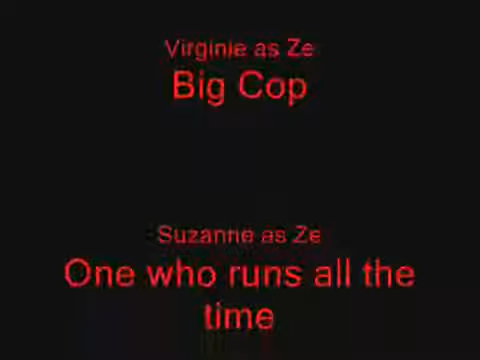 Virginie as Ze
Big Cop
Suzanne as Ze
One who runs all the
time